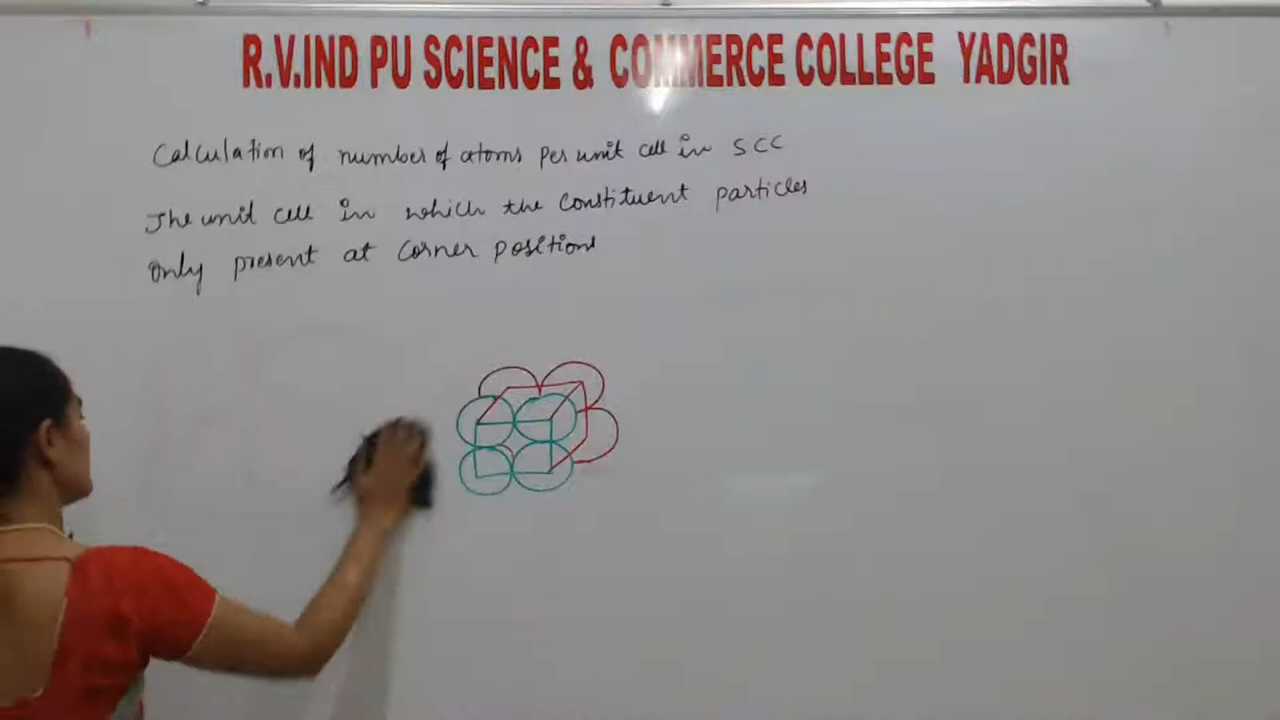 R.V.IND PU SCIENCE & COMMERCE COLLEGE YADGIR
Calculation of number of atoms per unit cell in SCC
The unit cell in which the constituent particles
only present at corner positions